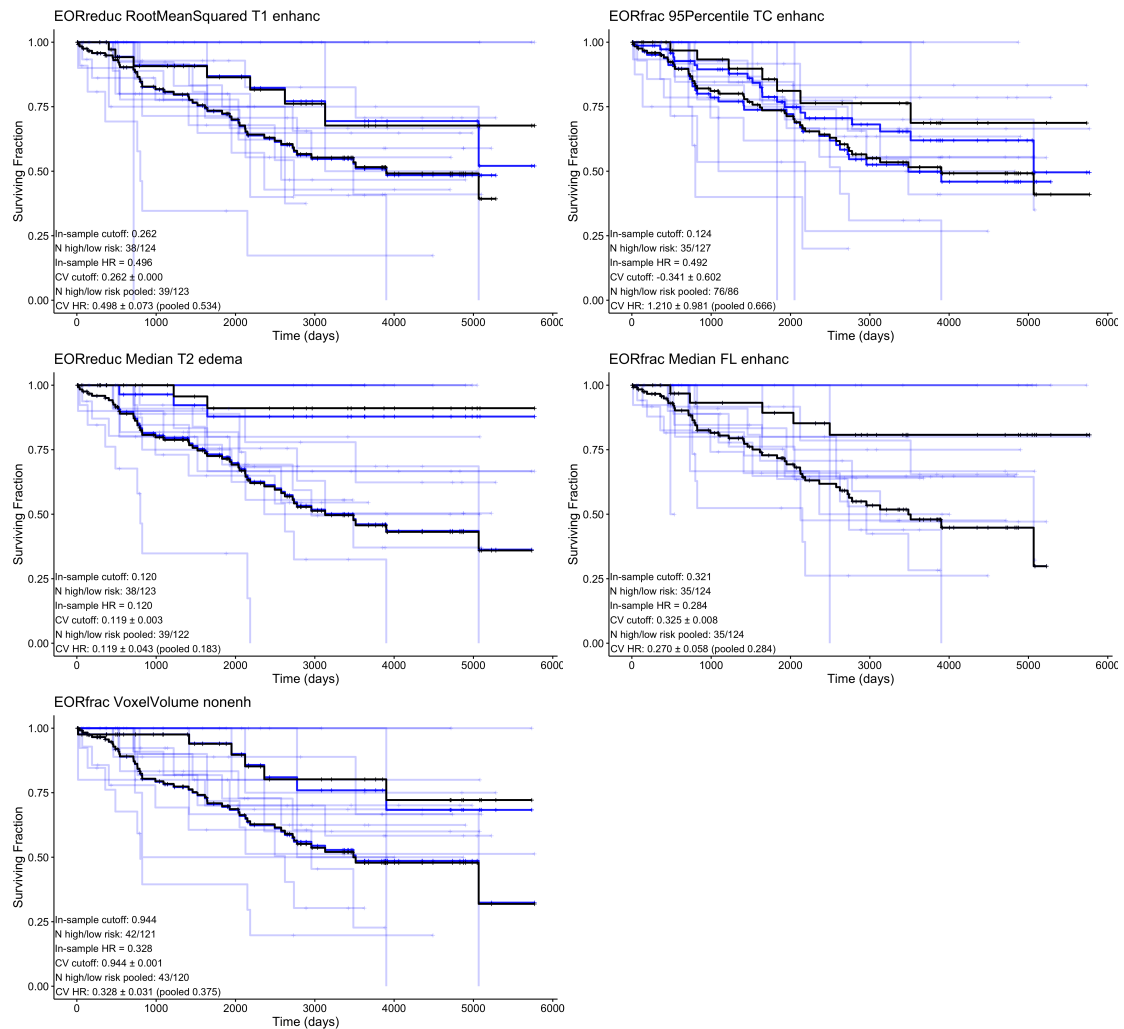 EORreduc RootMeanSquared T1 enhanc
1.00
0.75
0.50
0.25
0.00
Surviving Fraction
In-sample cutoff: 0.262
N high/low risk: 38/124
In-sample HR = 0.496
CV cutoff: 0.262 ± 0.000
N high/low risk pooled: 39/123
CV HR: 0.498 ± 0.073 (pooled 0.534)
0 1000 2000 3000 4000 5000 6000
Time (days)
EORfrac 95Percentile TC enhanc
1.00
0.75
0.50
0.25
0.00
Surviving Fraction
In-sample cutoff: 0.124
N high/low risk: 35/127
In-sample HR = 0.492
CV cutoff: -0.341 ± 0.602
N high/low risk pooled: 76/86
CV HR: 1.210 ± 0.981 (pooled 0.666)
0 1000 2000 3000 4000 5000 6000
Time (days)
EORreduc Median T2 edema
1.00
0.75
0.50
0.25
0.00
Surviving Fraction
In-sample cutoff: 0.120
N high/low risk: 38/123
In-sample HR = 0.120
CV cutoff: 0.119 ± 0.003
N high/low risk pooled: 39/122
CV HR: 0.119 ± 0.043 (pooled 0.183)
0 1000 2000 3000 4000 5000 6000
Time (days)
EORfrac Median FL enhanc
1.00
0.75
0.50
0.25
0.00
Surviving Fraction
In-sample cutoff: 0.321
N high/low risk: 35/124
In-sample HR = 0.284
CV cutoff: 0.325 ± 0.008
N high/low risk pooled: 35/124
CV HR: 0.270 ± 0.058 (pooled 0.284)
0 1000 2000 3000 4000 5000 6000
Time (days)
EORfrac VoxelVolume nonenh
1.00
0.75
0.50
0.25
0.00
Surviving Fraction
In-sample cutoff: 0.944
N high/low risk: 42/121
In-sample HR = 0.328
CV cutoff: 0.944 ± 0.001
N high/low risk pooled: 43/120
CV HR: 0.328 ± 0.031 (pooled 0.375)
0 1000 2000 3000 4000 5000 6000
Time (days)